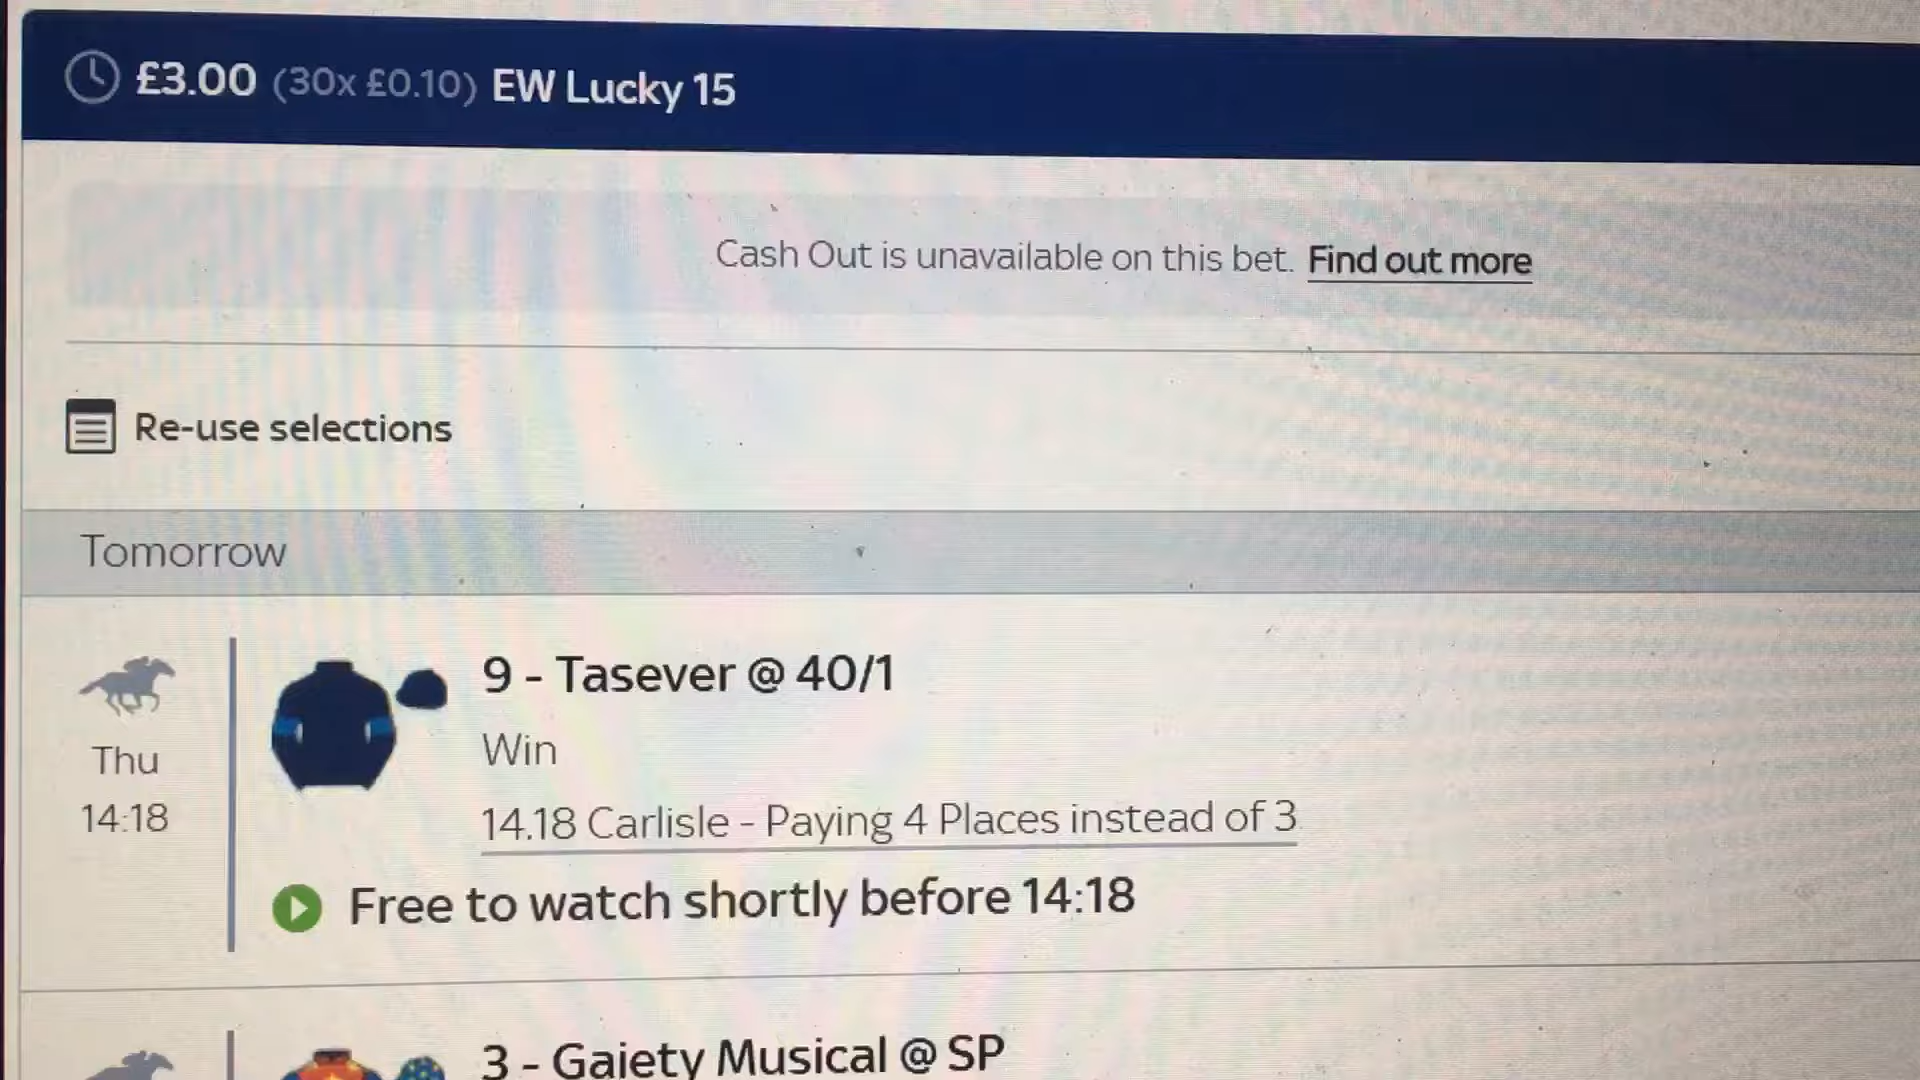 £3.00 (30x £0.10) EW Lucky 15
Cash Out is unavailable on this bet. Find out more
Re-use selections
Tomorrow
9 - Tasever @ 40/1
Win
Thu
14:18
14.18 Carlisle - Paying 4 Places instead of 3
Free to watch shortly before 14:18
3 - Gaiety Musical @ SP